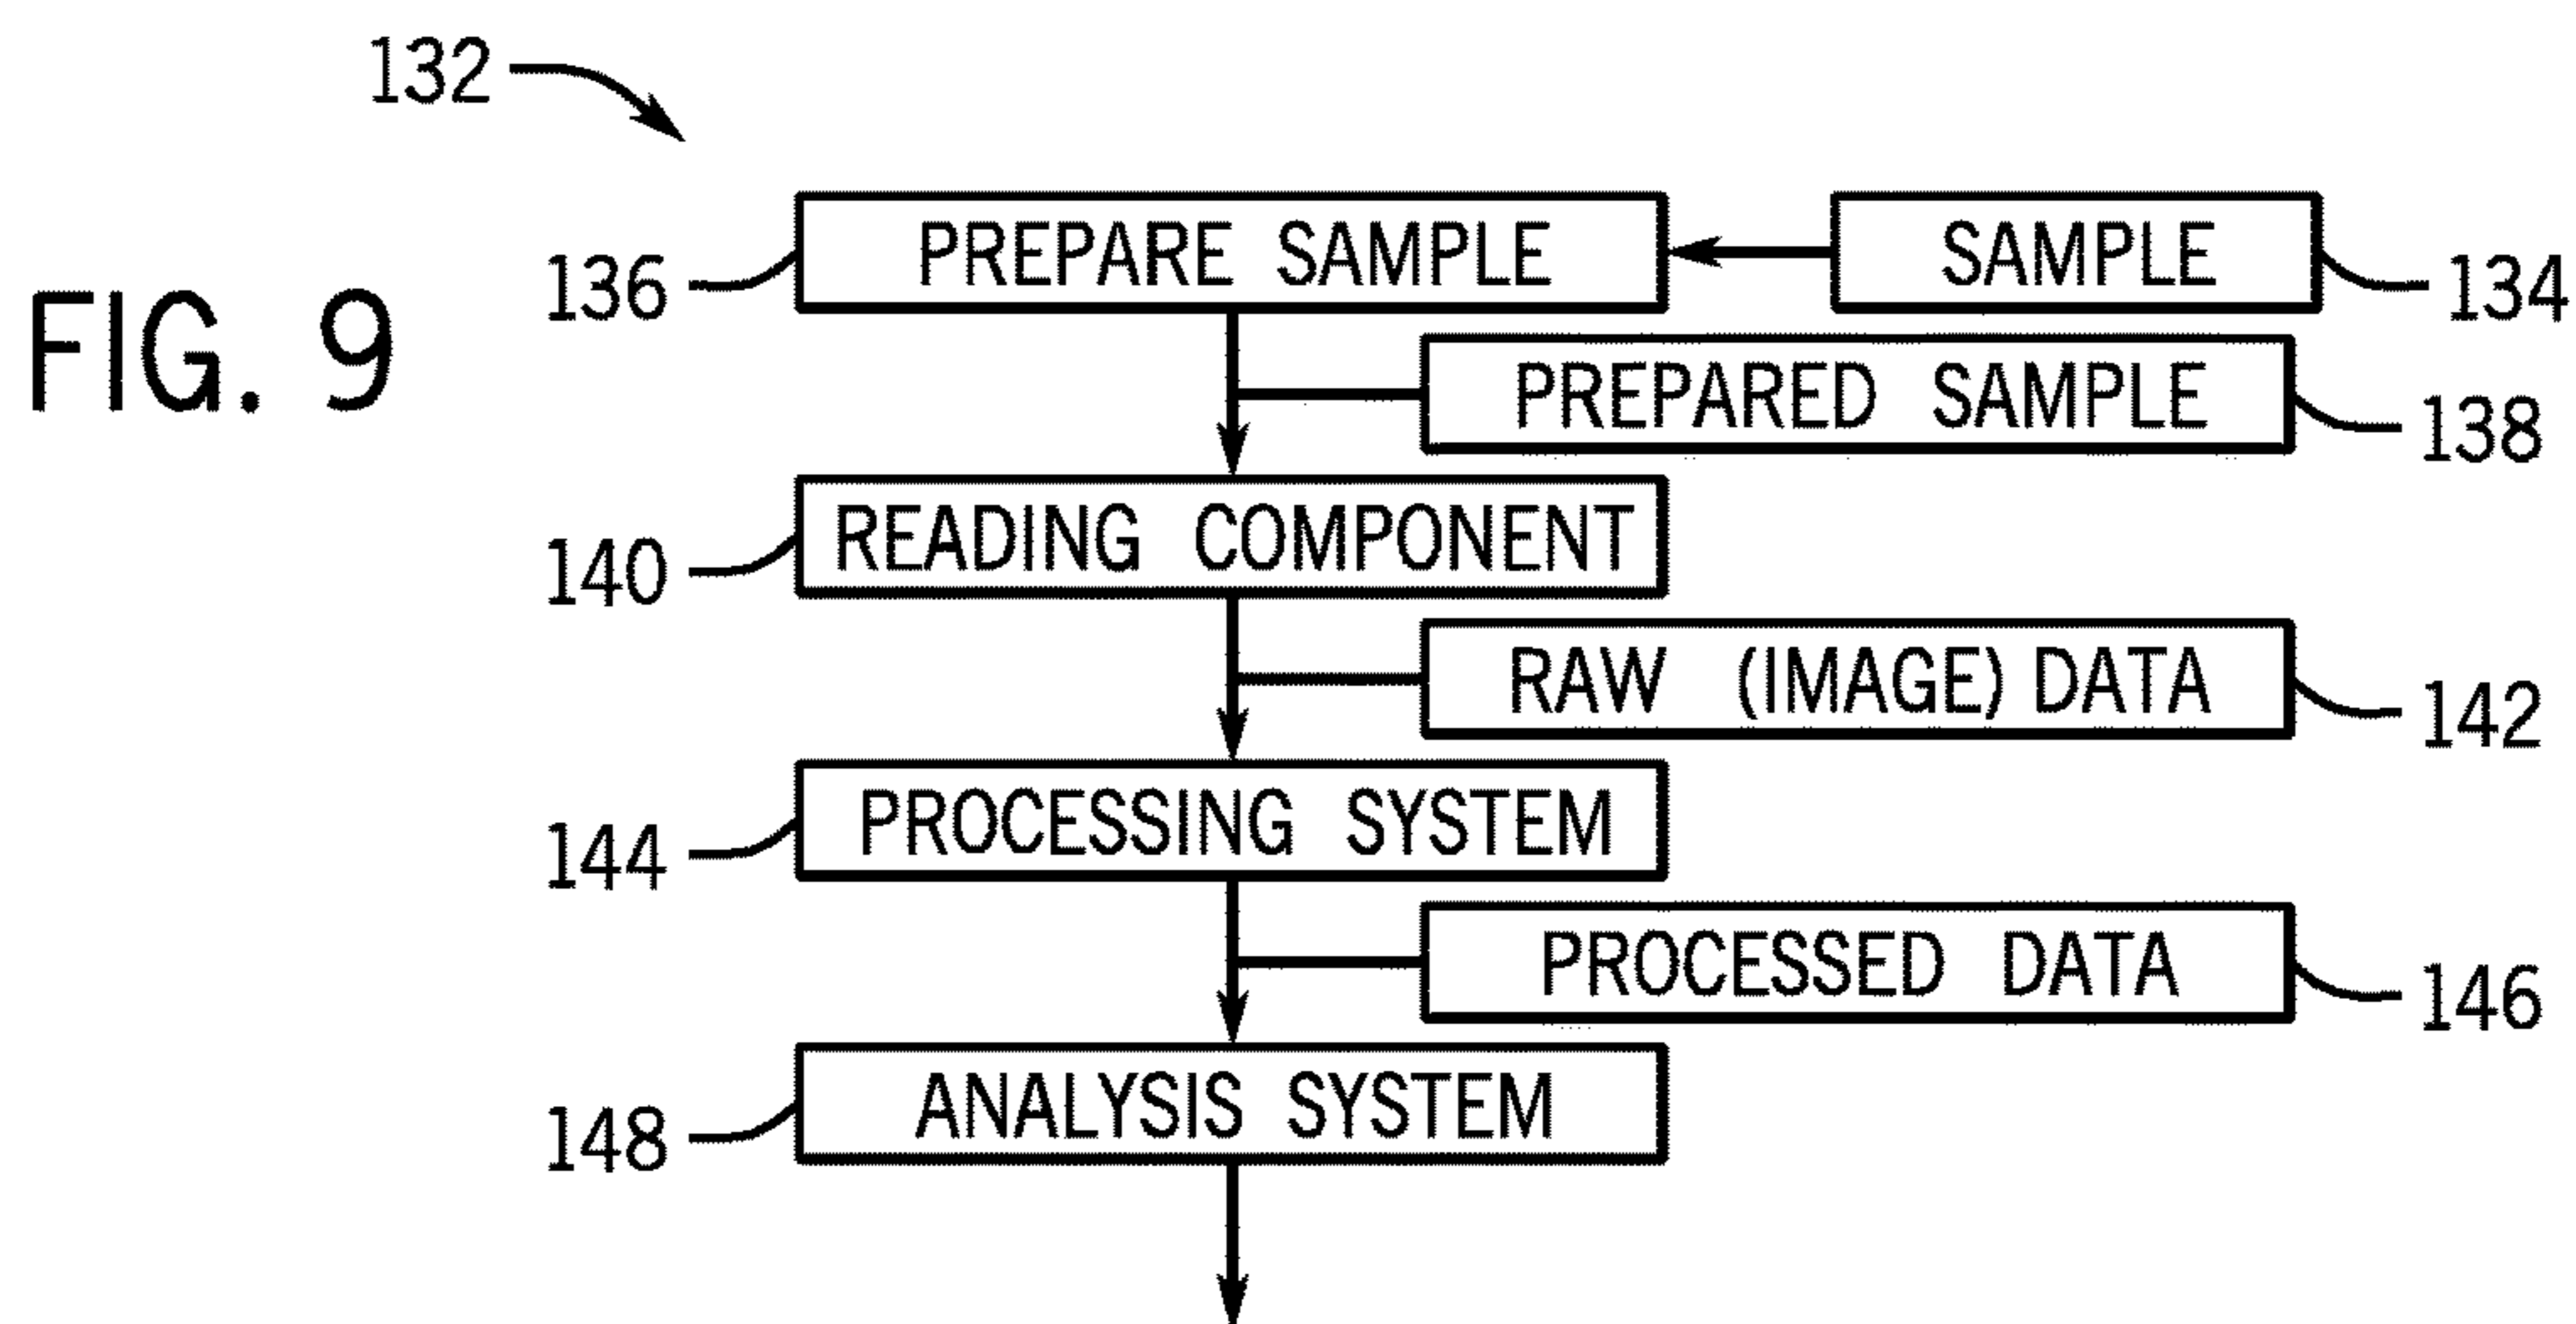 132
PREPARE SAMPLE
SAMPLE
136
134
FIG. 9
PREPARED SAMPLE
138
READING COMPONENT
140
RAW (IMAGE) DATA
142
PROCESSING SYSTEM
144
PROCESSED DATA
146
ANALYSIS SYSTEM
148